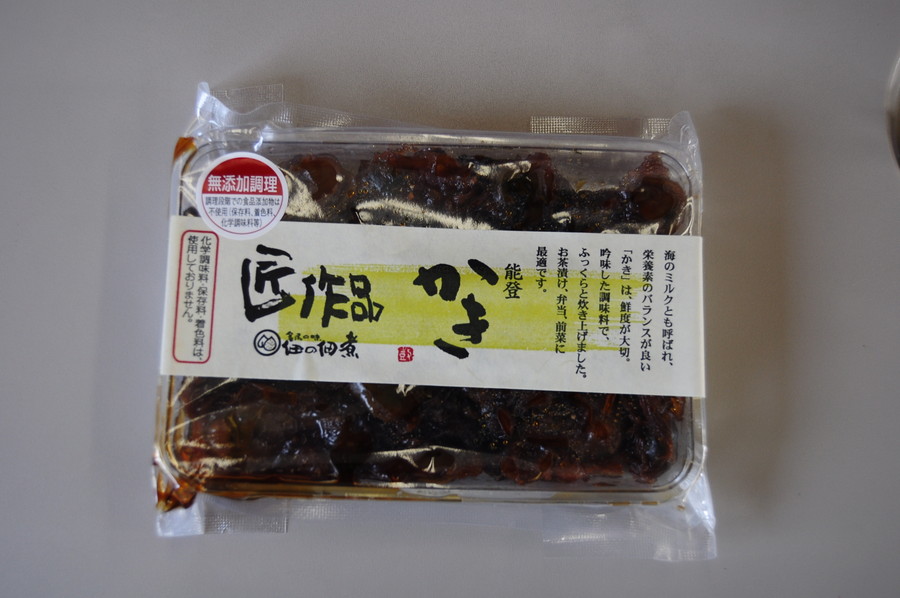 無添加調理
調理段階での食品添加物は
不使用(保存料、着色料、
化学調味料等)
海のミルクとも呼ばれ、
栄養素のバランスが良い
「かき」は、鮮度が大切。
吟味した調味料で、
ふっくらと炊き上げました。
お茶漬け、弁当、前菜に
最適です。
能登
かき
匠作品
金沢の味
佃の佃煮
化学調味料・保存料・着色料は、
使用しておりません。